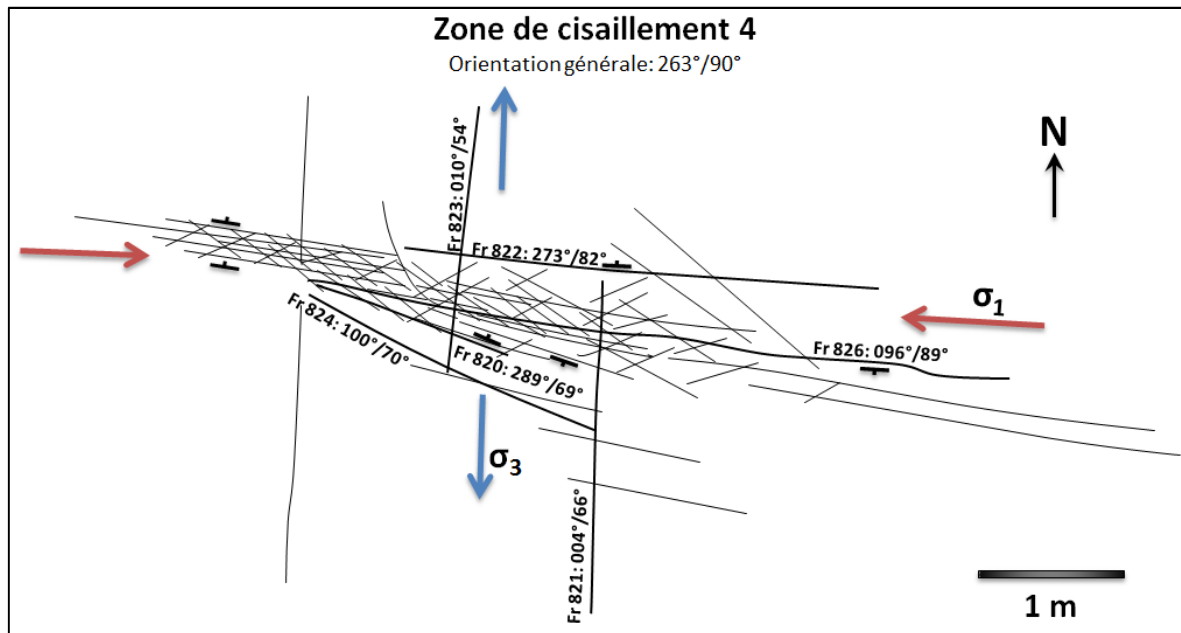 Zone de cisaillement 4
Orientation générale: 263°/90°
N
Fr 823: 010°/54°
Fr 822: 273°/82°
σ1
Fr 824: 100°/70°
Fr 820: 289°/69°
Fr 826: 096°/89°
σ3
Fr 821: 004°/66°
1 m